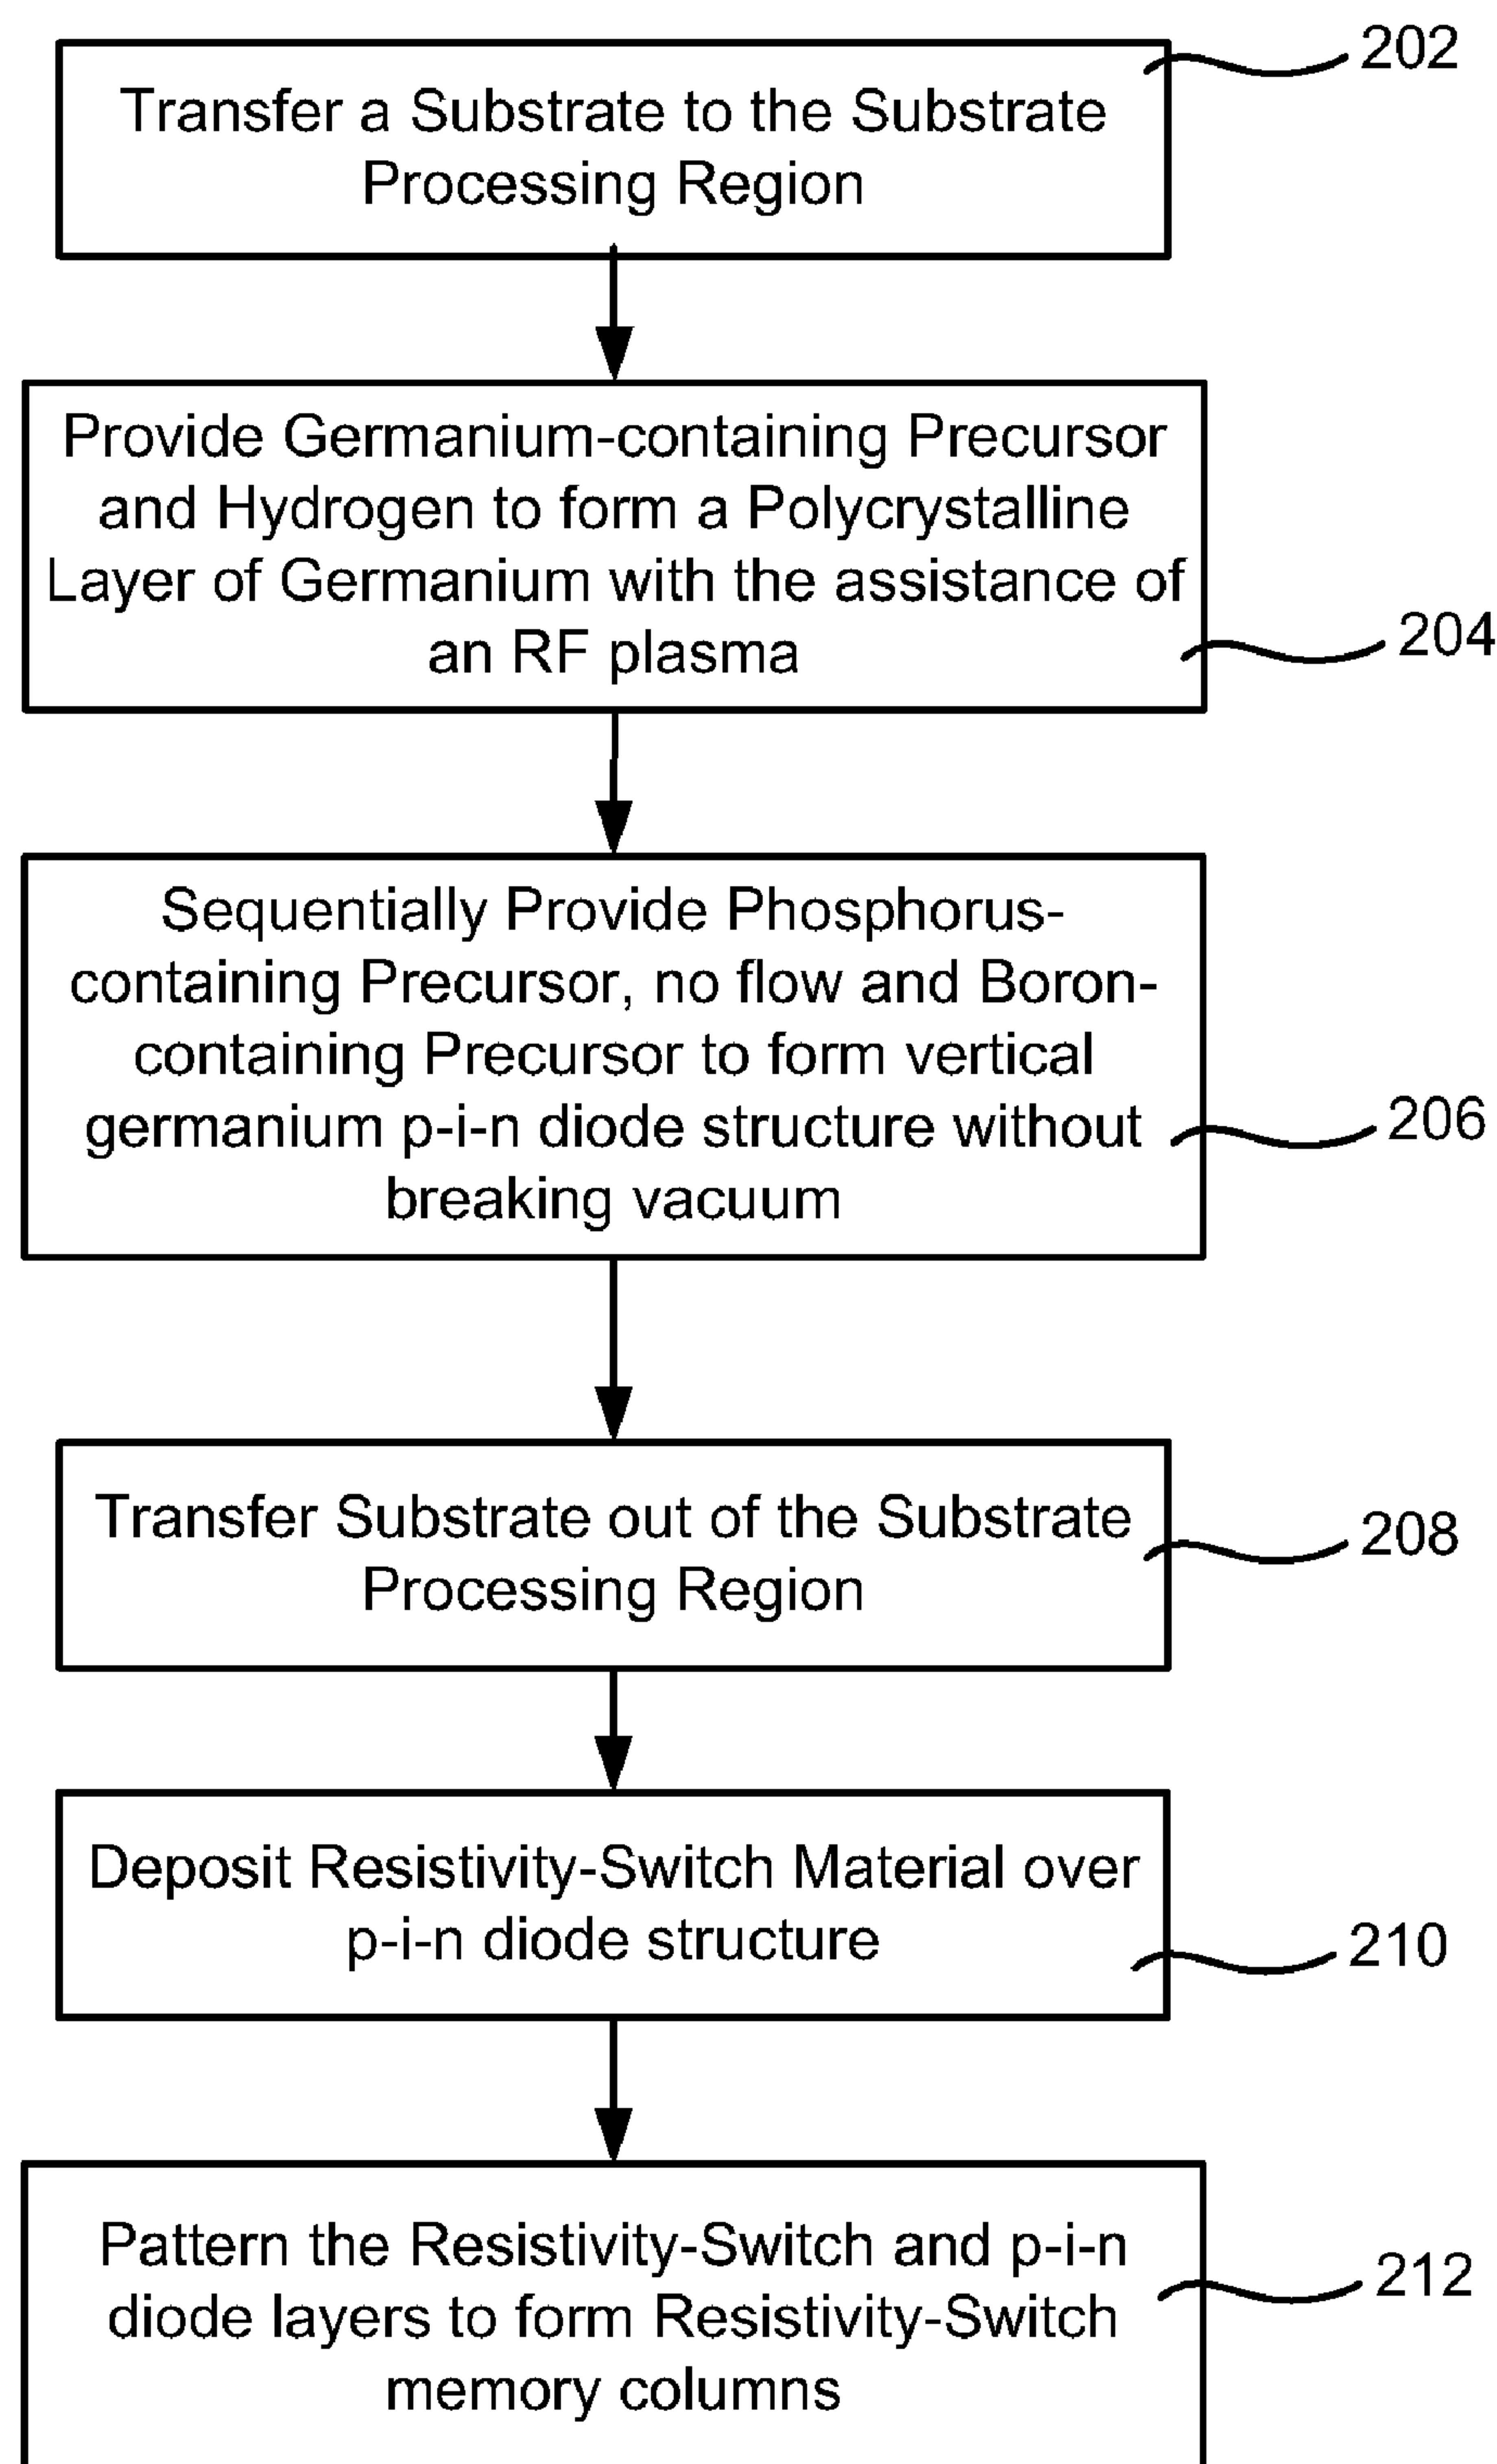 202
Transfer a Substrate to the Substrate
Processing Region
Provide Germanium-containing Precursor
and Hydrogen to form a Polycrystalline
Layer of Germanium with the assistance of
an RF plasma
204
Sequentially Provide Phosphorus-
containing Precursor, no flow and Boron-
containing Precursor to form vertical
germanium p-i-n diode structure without
breaking vacuum
206
Transfer Substrate out of the Substrate
Processing Region
208
Deposit Resistivity-Switch Material over
p-i-n diode structure
210
Pattern the Resistivity-Switch and p-i-n
diode layers to form Resistivity-Switch
memory columns
212